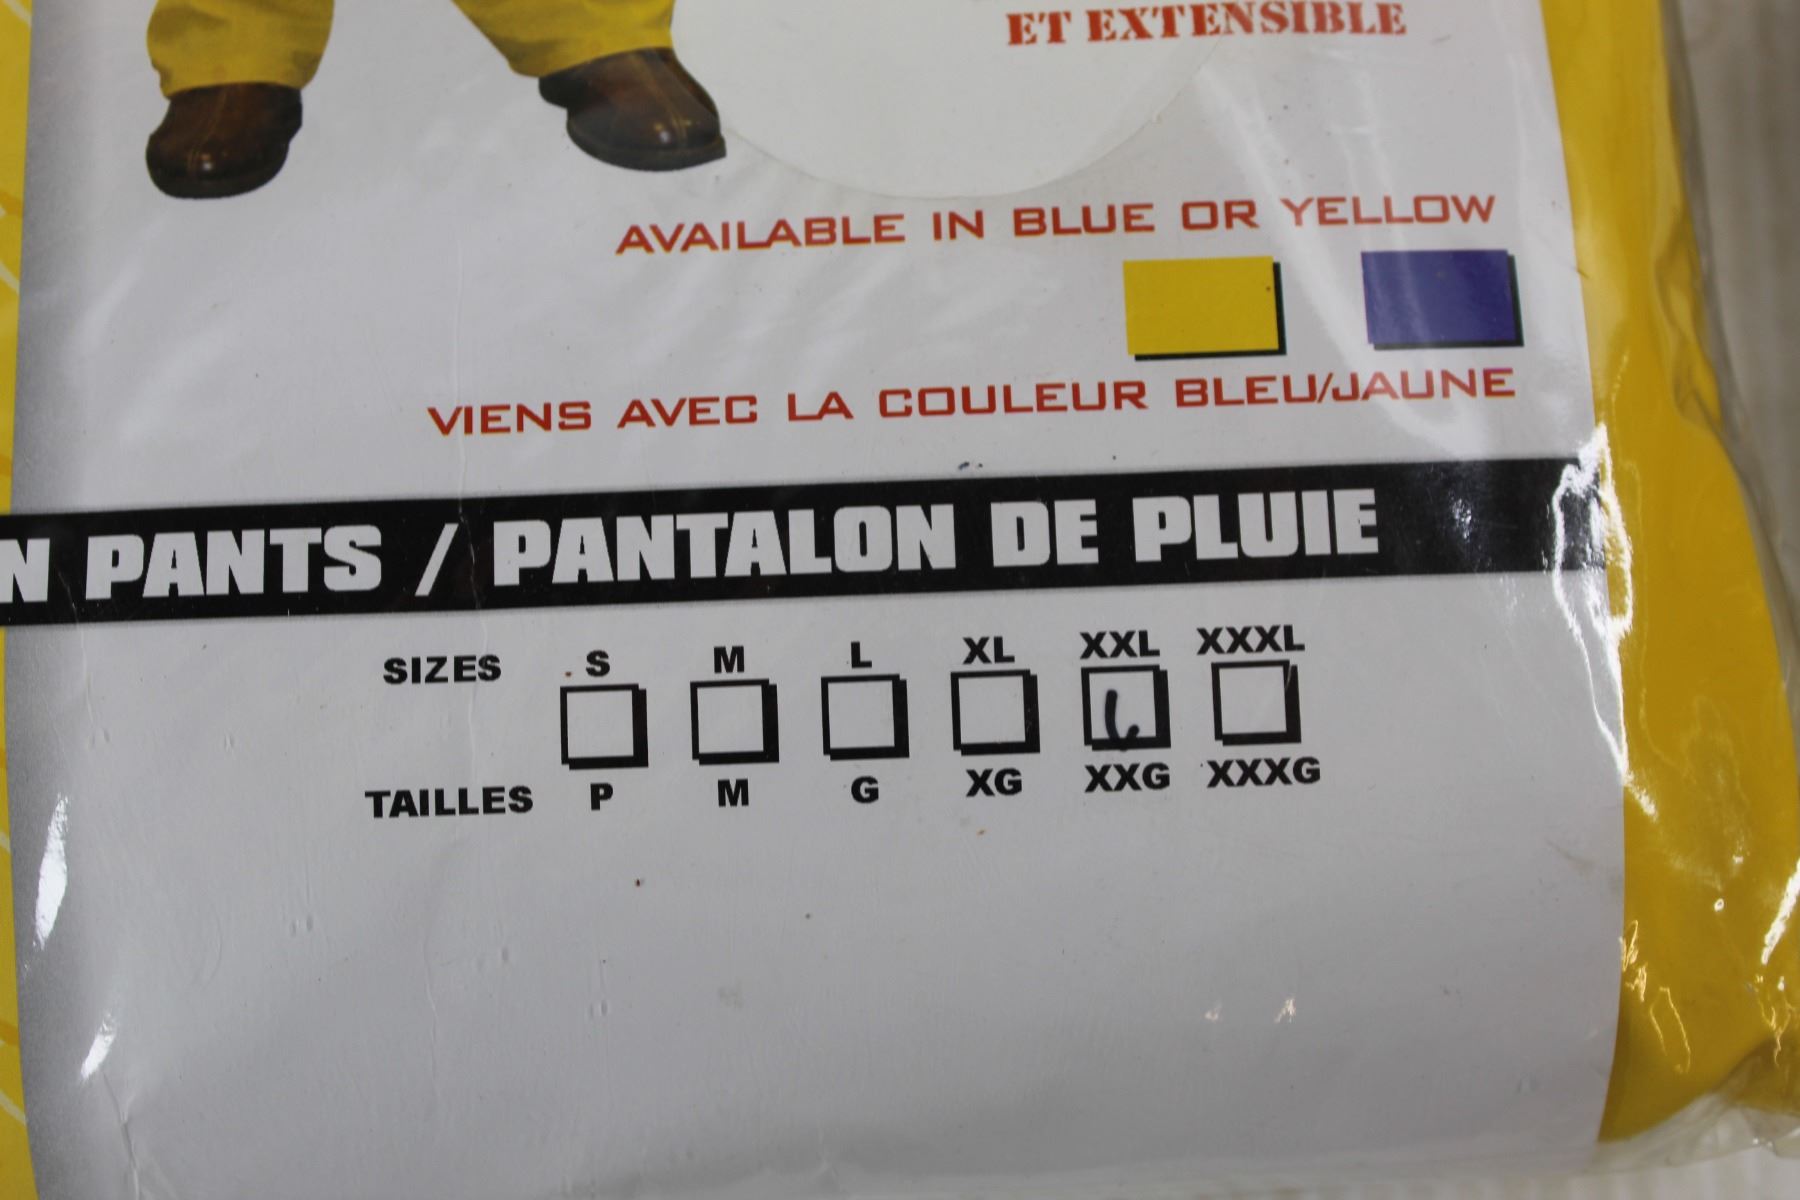 ET EXTENSIBLE
AVAILABLE IN BLUE OR YELLOW
VIENS AVEC LA COULEUR BLEU/JAUNE
N PANTS / PANTALON DE PLUIE
SIZES S M L XL XXL XXXL
TAILLES P M G XG XXG XXXG